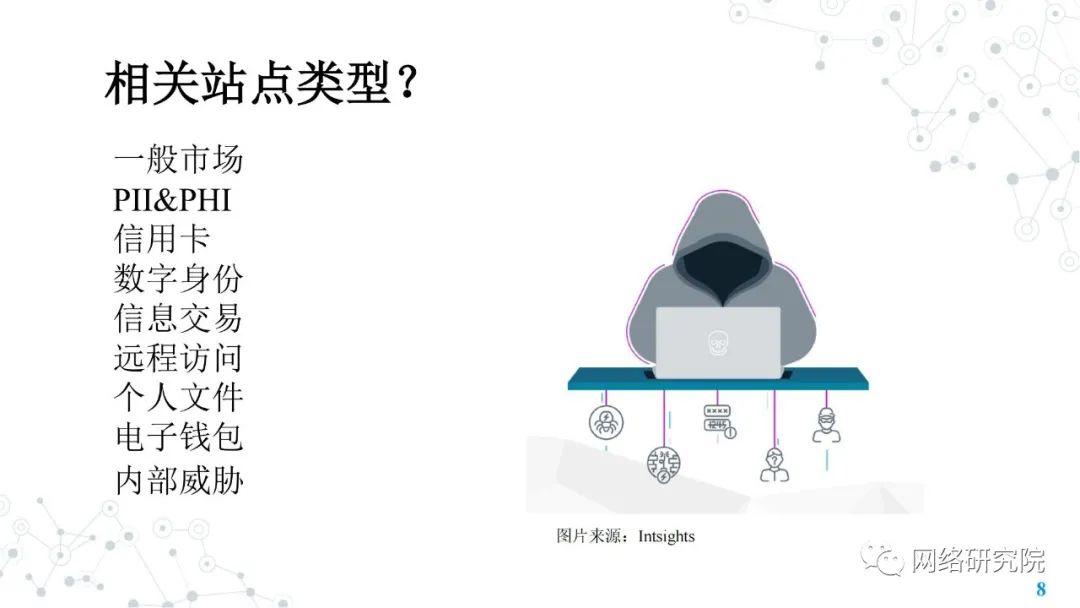 相关站点类型？
一般市场
PII&PHI
信用卡
数字身份
信息交易
远程访问
个人文件
电子钱包
内部威胁
××××
图片来源：Intsights
网络研究院
8